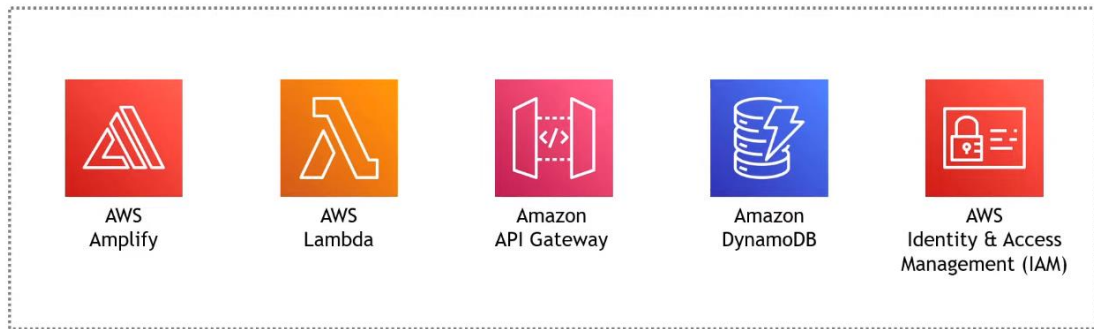 AWS
Amplify
AWS
Lambda
</>
Amazon
API Gateway
Amazon
DynamoDB
AWS
Identity & Access
Management (IAM)